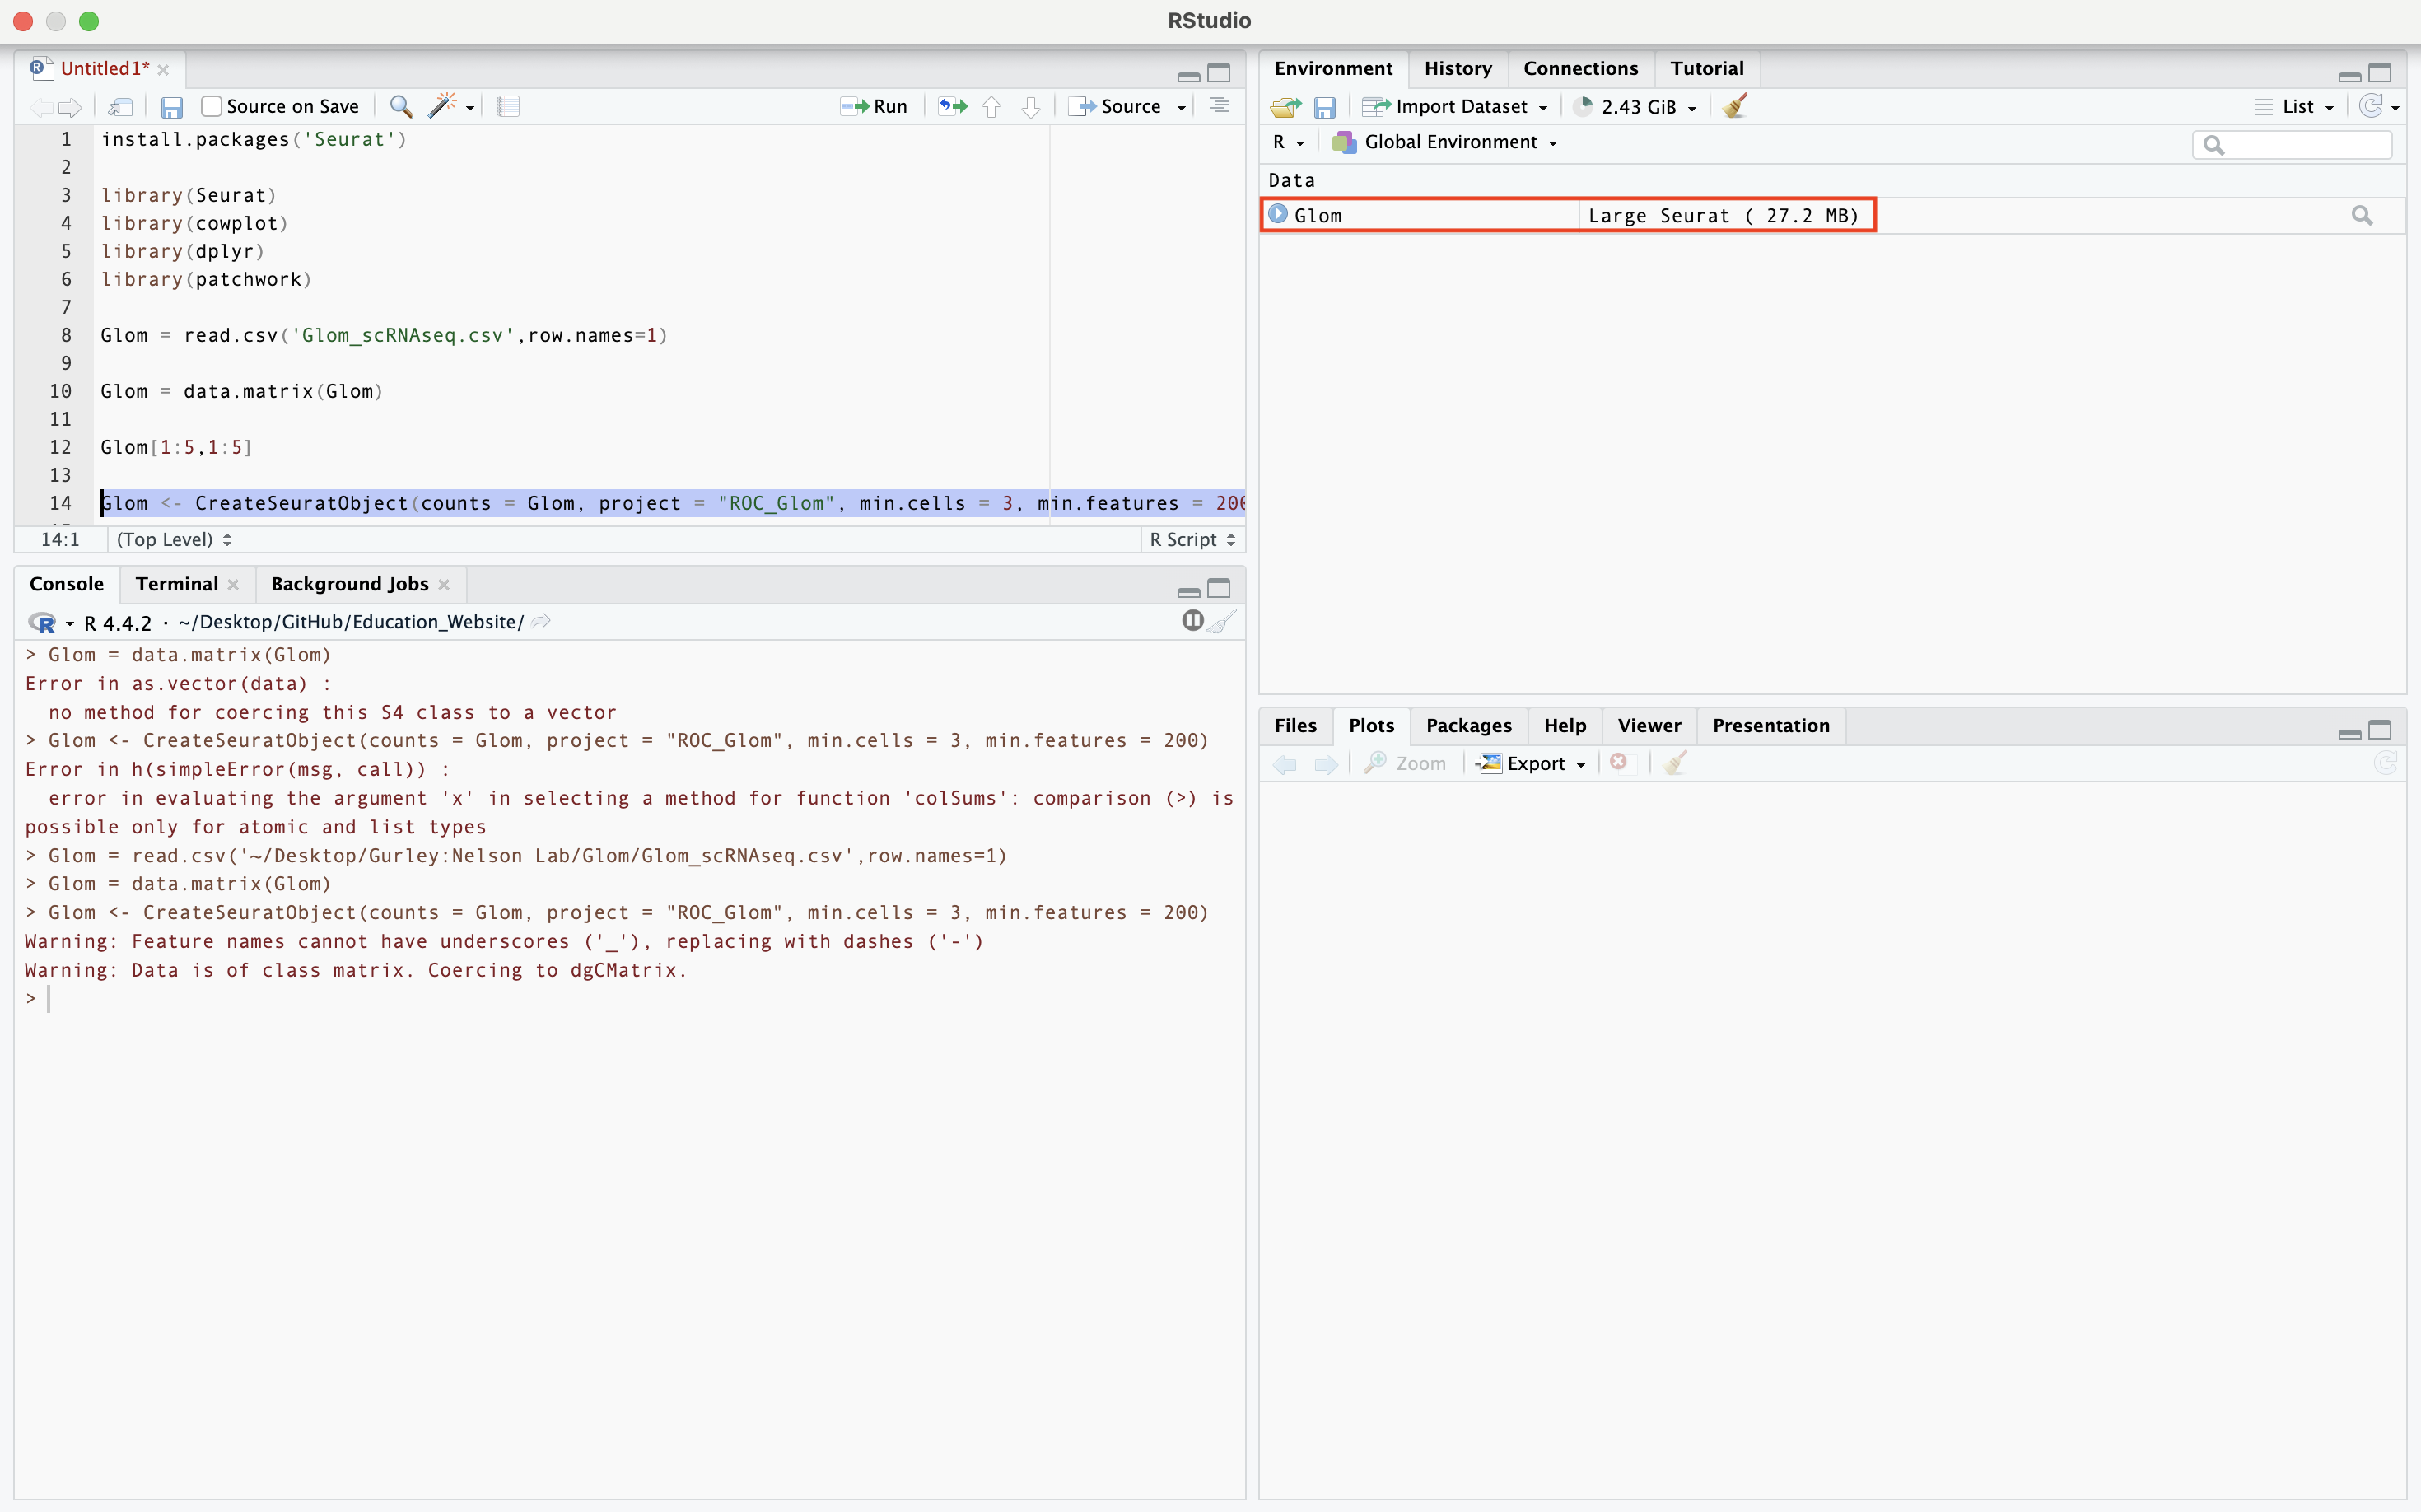 RStudio
Untitled1*
Source on Save
Run
Source
1 install.packages('Seurat')
2
3 library(Seurat)
4 library(cowplot)
5 library(dplyr)
6 library(patchwork)
7
8 Glom = read.csv('Glom_scRNAseq.csv',row.names=1)
9
10 Glom = data.matrix(Glom)
11
12 Glom[1:5,1:5]
13
14 Glom <- CreateSeuratObject(counts = Glom, project = "ROC_Glom", min.cells = 3, min.features = 200
14:1 (Top Level) R Script
Console Terminal Background Jobs
R 4.4.2 · ~/Desktop/GitHub/Education_Website/
> Glom = data.matrix(Glom)
Error in as.vector(data) :
no method for coercing this S4 class to a vector
> Glom <- CreateSeuratObject(counts = Glom, project = "ROC_Glom", min.cells = 3, min.features = 200)
Error in h(simpleError(msg, call)) :
error in evaluating the argument 'x' in selecting a method for function 'colSums': comparison (>) is
possible only for atomic and list types
> Glom = read.csv('~/Desktop/Gurley:Nelson Lab/Glom/Glom_scRNAseq.csv',row.names=1)
> Glom = data.matrix(Glom)
> Glom <- CreateSeuratObject(counts = Glom, project = "ROC_Glom", min.cells = 3, min.features = 200)
Warning: Feature names cannot have underscores ('_'), replacing with dashes ('-')
Warning: Data is of class matrix. Coercing to dgCMatrix.
>
Environment History Connections Tutorial
Import Dataset 2.43 GiB List
R Global Environment
Data
Glom Large Seurat ( 27.2 MB)
Files Plots Packages Help Viewer Presentation
Zoom Export